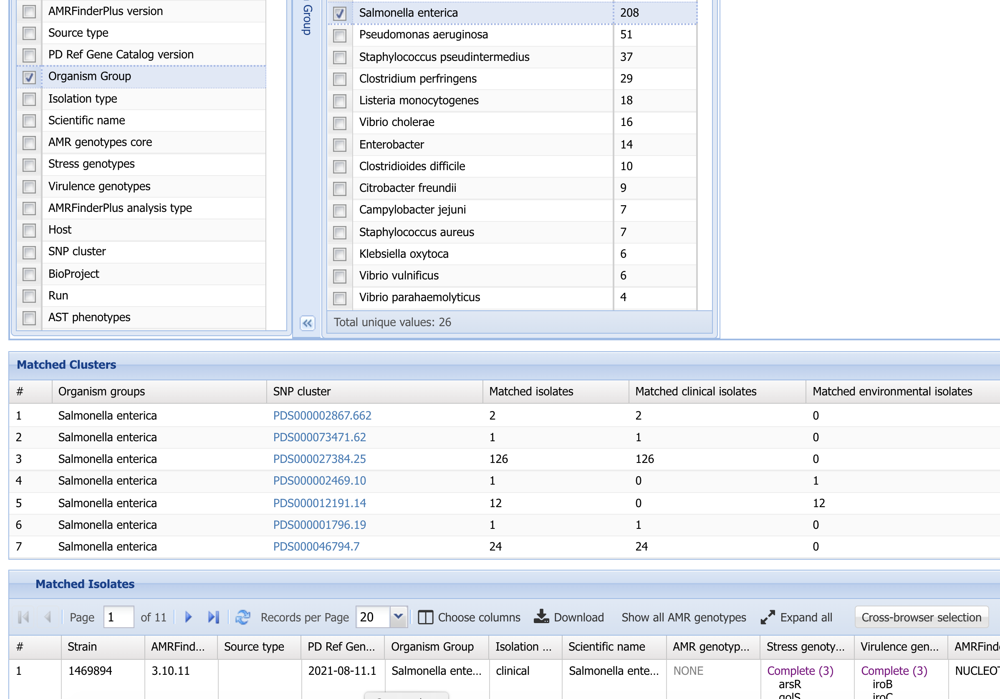 AMRFinderPlus version
Source type
PD Ref Gene Catalog version
Organism Group
Isolation type
Scientific name
AMR genotypes core
Stress genotypes
Virulence genotypes
AMRFinderPlus analysis type
Host
SNP cluster
BioProject
Run
AST phenotypes
Group
Salmonella enterica 208
Pseudomonas aeruginosa 51
Staphylococcus pseudintermedius 37
Clostridium perfringens 29
Listeria monocytogenes 18
Vibrio cholerae 16
Enterobacter 14
Clostridioides difficile 10
Citrobacter freundii 9
Campylobacter jejuni 7
Staphylococcus aureus 7
Klebsiella oxytoca 6
Vibrio vulnificus 6
Vibrio parahaemolyticus 4
Total unique values: 26
Matched Clusters
# Organism groups SNP cluster Matched isolates Matched clinical isolates Matched environmental isolates
1 Salmonella enterica PDS000002867.662 2 2 0
2 Salmonella enterica PDS000073471.62 1 1 0
3 Salmonella enterica PDS000027384.25 126 126 0
4 Salmonella enterica PDS000002469.10 1 0 1
5 Salmonella enterica PDS000012191.14 12 0 12
6 Salmonella enterica PDS000001796.19 1 1 0
7 Salmonella enterica PDS000046794.7 24 24 0
Matched Isolates
Page 1 of 11 Records per Page 20 Choose columns Download Show all AMR genotypes Expand all Cross-browser selection
# Strain AMRFind... Source type PD Ref Gen... Organism Group Isolation ... Scientific name AMR genotyp... Stress genoty... Virulence gen... AMRFind
1 1469894 3.10.11 2021-08-11.1 Salmonella ente... clinical Salmonella ente... NONE Complete (3) Complete (3) NUCLEO
arsR iroB
golS iroC